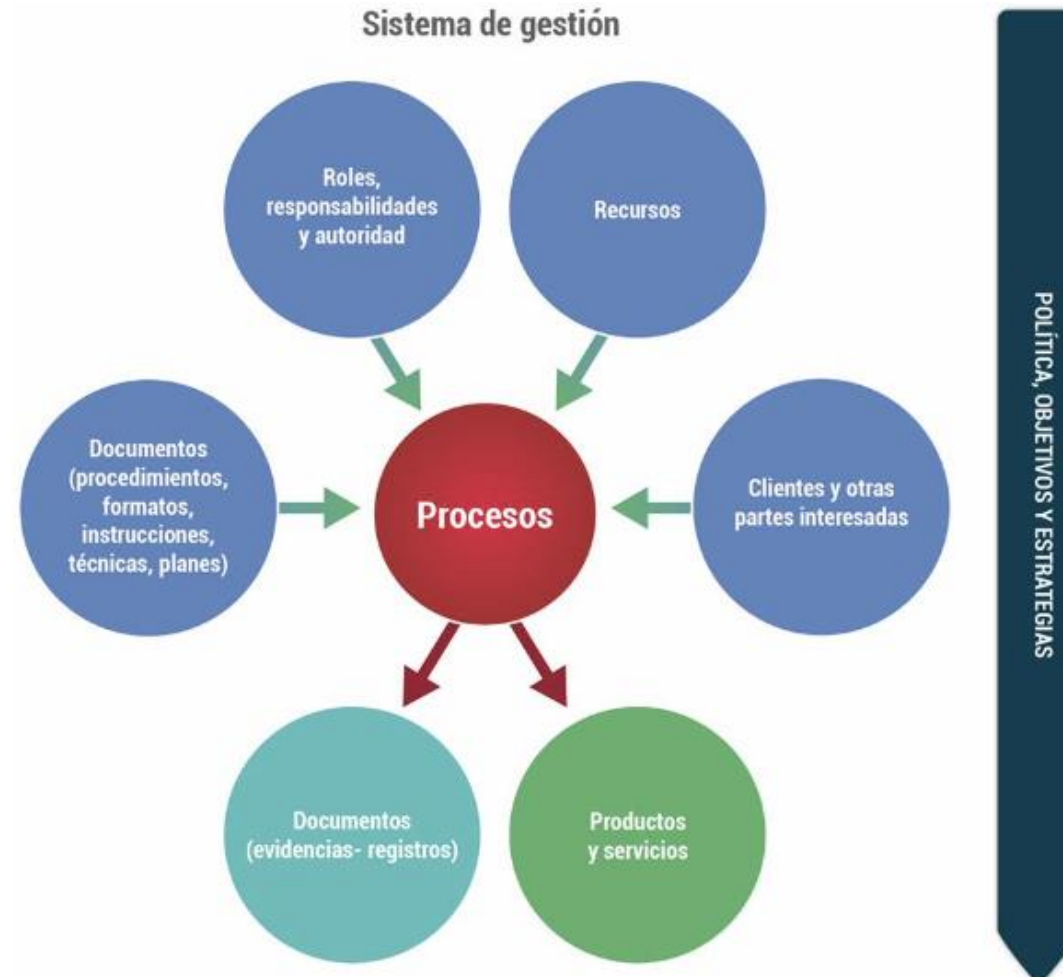 Sistema de gestión
Roles,
responsabilidades
y autoridad
Recursos
Documentos
(procedimientos,
formatos,
instrucciones,
técnicas, planes)
Procesos
Clientes y otras
partes interesadas
Documentos
(evidencias- registros)
Productos
y servicios
POLÍTICA, OBJETIVOS Y ESTRATEGIAS